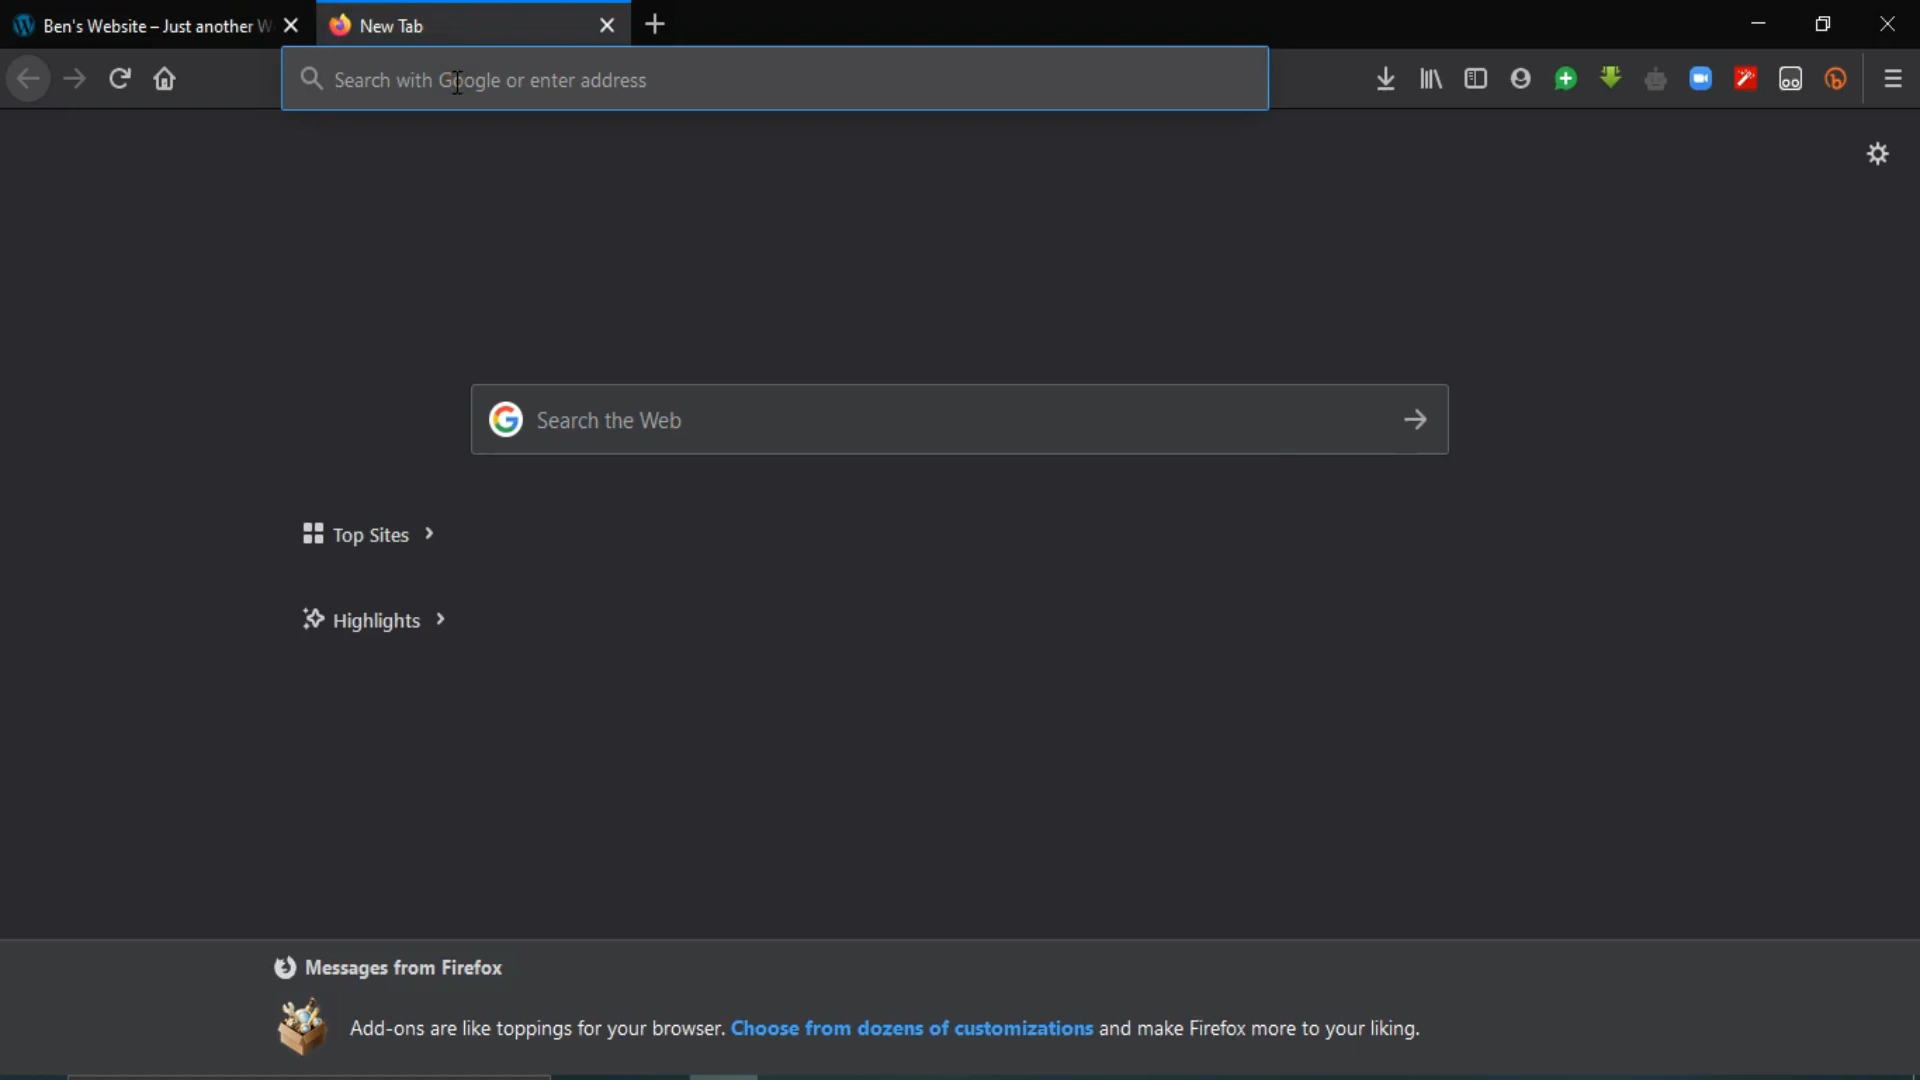 Ben's Website – Just another W
New Tab
Search with Google or enter address
Search the Web
Top Sites
Highlights
Messages from Firefox
Add-ons are like toppings for your browser. Choose from dozens of customizations and make Firefox more to your liking.